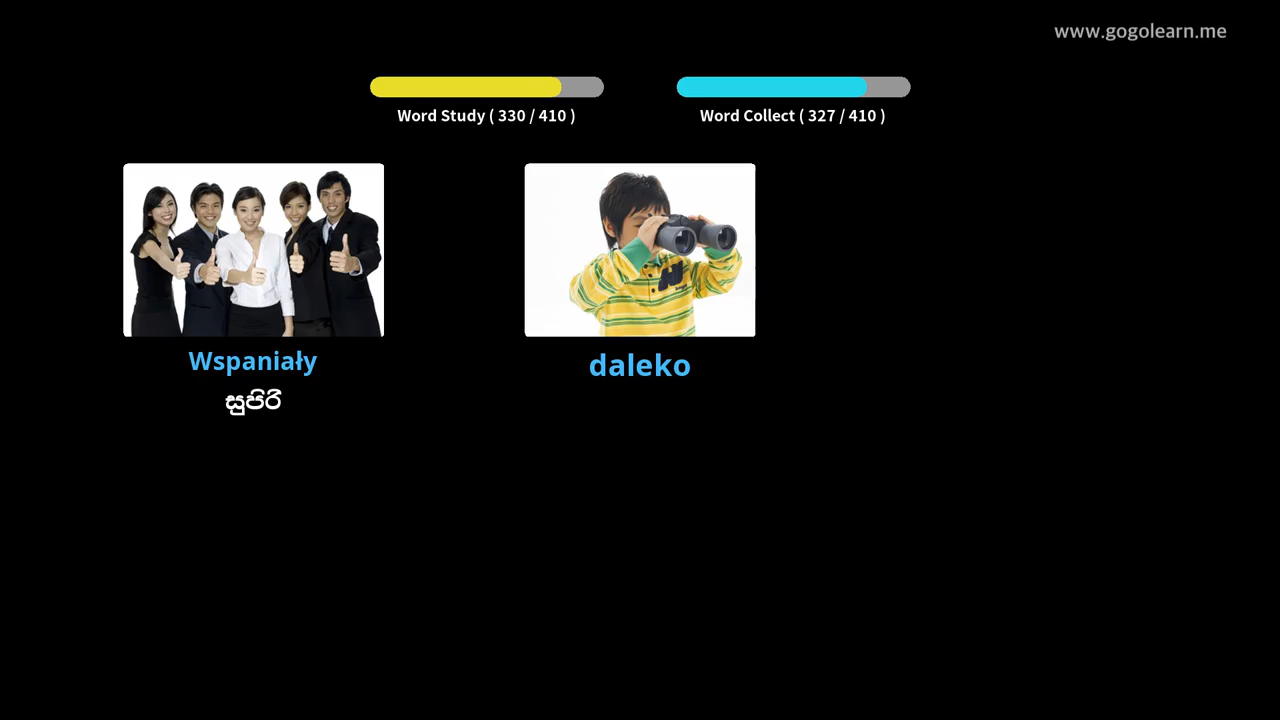 www.gogolearn.me
Word Study ( 330 / 410 )
Word Collect ( 327 / 410 )
Wspaniały
සුපිරි
daleko